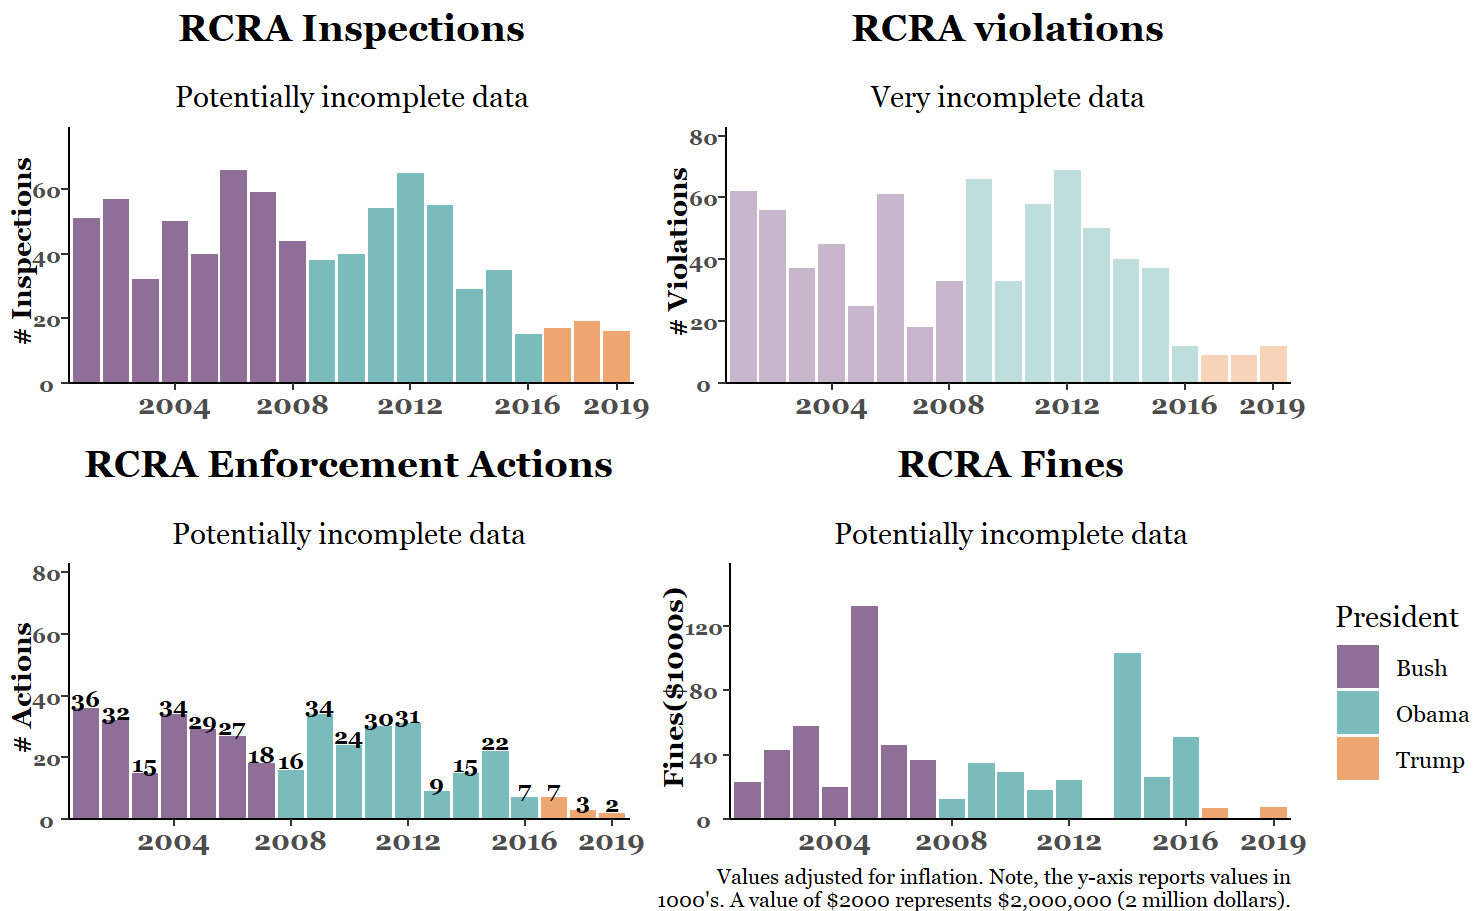 RCRA Inspections
Potentially incomplete data
# Inspections
60
40
20
0
2004 2008 2012 2016 2019
RCRA violations
Very incomplete data
# Violations
80
60
40
20
0
2004 2008 2012 2016 2019
RCRA Enforcement Actions
Potentially incomplete data
# Actions
80
60
40
20
0
36 32 15 34 29 27 18 16 34 24 30 31 9 15 22 7 7 3 2
2004 2008 2012 2016 2019
RCRA Fines
Potentially incomplete data
Fines($1000s)
120
80
40
0
2004 2008 2012 2016 2019
President
Bush
Obama
Trump
Values adjusted for inflation. Note, the y-axis reports values in
1000's. A value of $2000 represents $2,000,000 (2 million dollars).